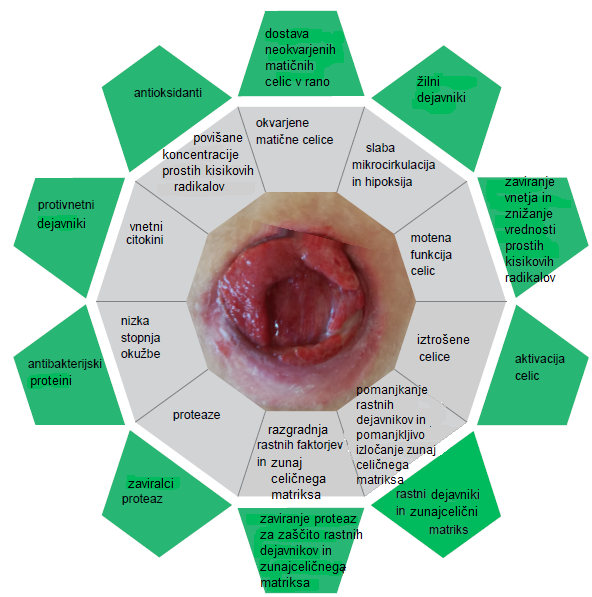 dostava
neokvarjenih
matičnih
celic v rano
žilni
dejavniki
antioksidanti
okvarjene
matične celice
povišane
koncentracije
prostih kisikovih
radikalov
slaba
mikrocirkulacija
in hipoksija
zaviranje
vnetja in
znižanje
vrednosti
prostih
kisikovih
radikalov
protivnetni
dejavniki
vnetni
citokini
motena
funkcija
celic
nizka
stopnja
okužbe
iztrošene
celice
antibakterijski
proteini
aktivacija
celic
proteaze
razgradnja
rastnih faktorjev
in zunaj
celičnega
matriksa
pomanjkanje
rastnih
dejavnikov in
pomanjkljivo
izločanje zunaj
celičnega
matriksa
zaviralci
proteaz
zaviranje proteaz
za zaščito rastnih
dejavnikov in
zunajceličnega
matriksa
rastni dejavniki
in zunajcelični
matriks